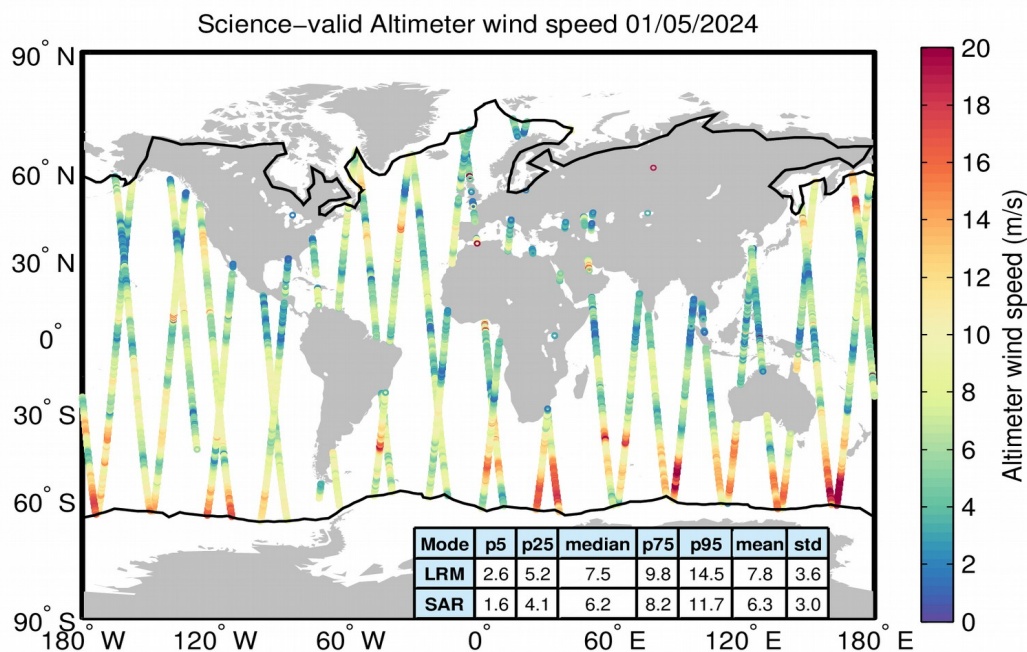 Science−valid Altimeter wind speed 01/05/2024
90° N
60° N
30° N
0°
30° S
60° S
90° S
180° W
120° W
60° W
0°
60° E
120° E
180° E
Mode p5 p25 median p75 p95 mean std
LRM 2.6 5.2 7.5 9.8 14.5 7.8 3.6
SAR 1.6 4.1 6.2 8.2 11.7 6.3 3.0
20
18
16
14
12
10
8
6
4
2
0
Altimeter wind speed (m/s)